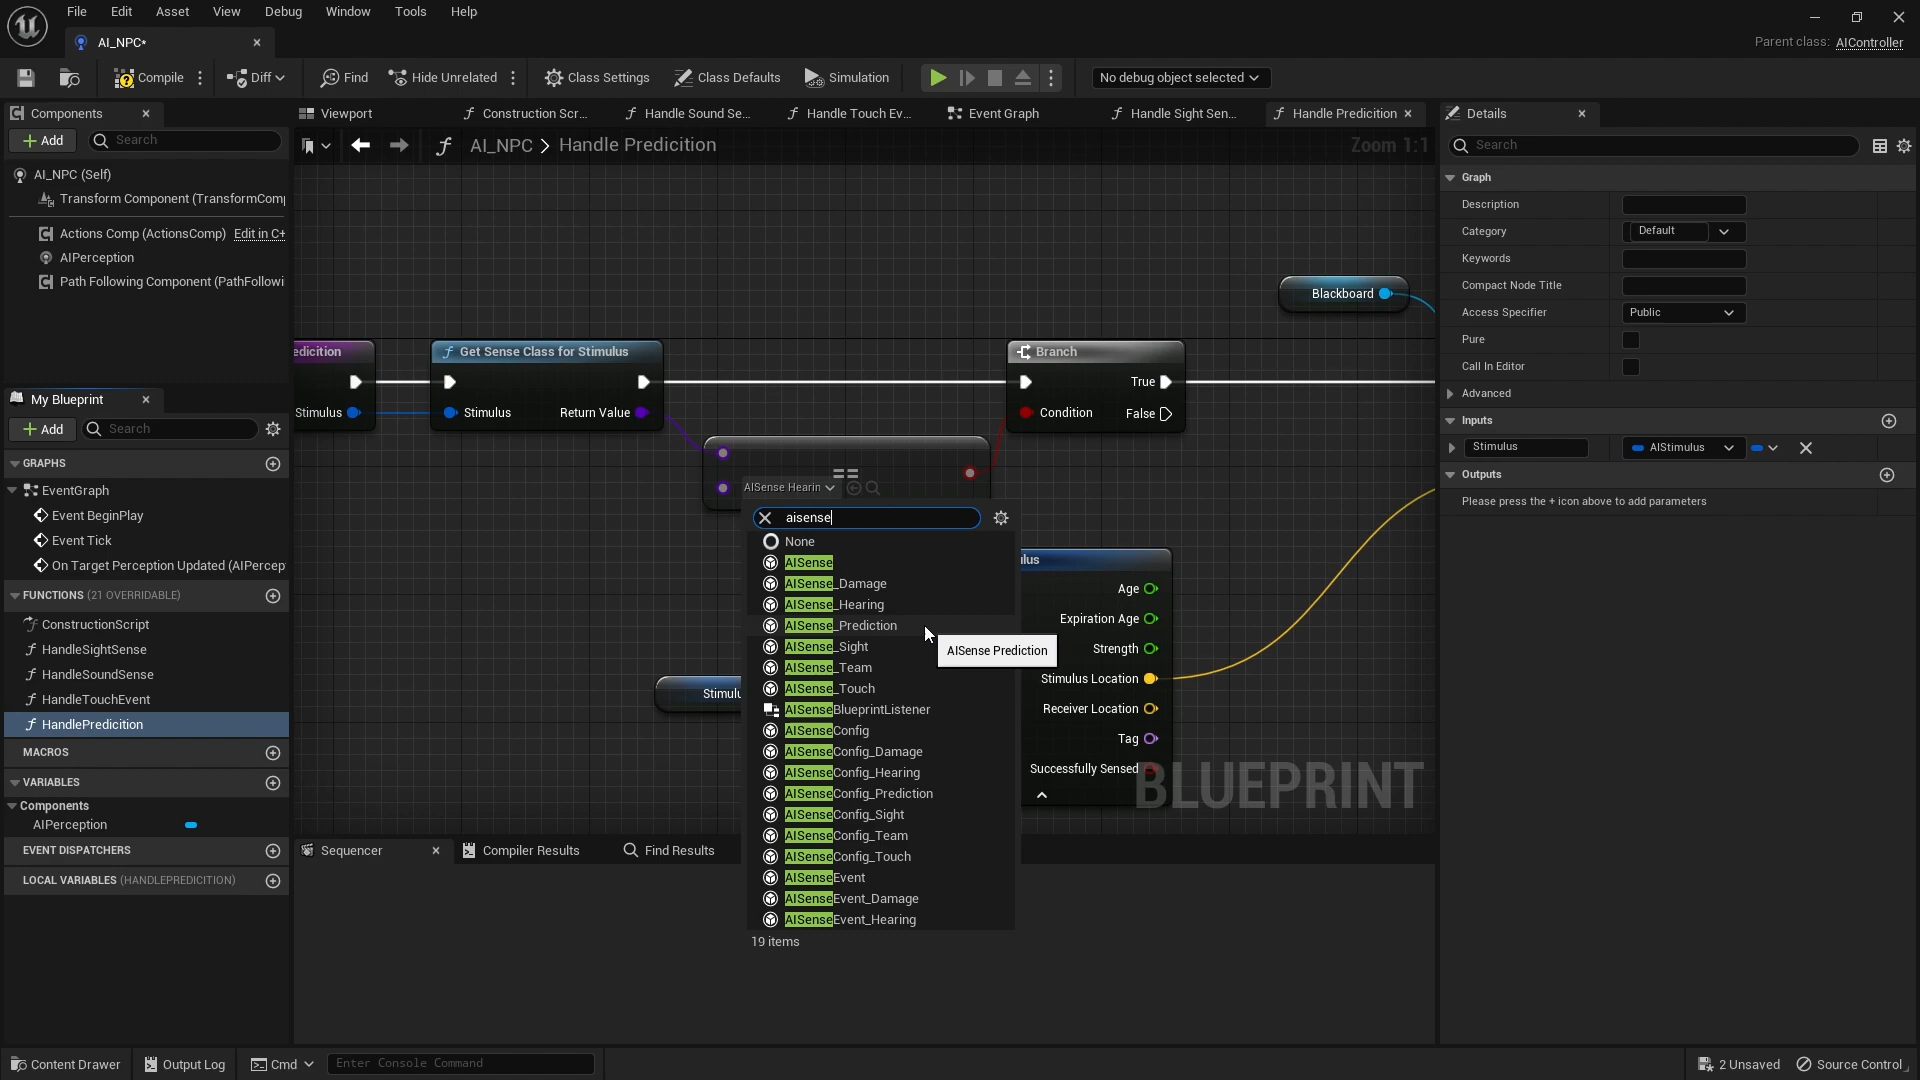 File Edit Asset View Debug Window Tools Help
AI_NPC*
Parent class: AIController
Compile
Diff
Find
Hide Unrelated
Class Settings
Class Defaults
Simulation
No debug object selected
Components
Add
Search
AI_NPC (Self)
Transform Component (TransformComp
Actions Comp (ActionsComp) Edit in C+
AIPerception
Path Following Component (PathFollowi
My Blueprint
Add
Search
GRAPHS
EventGraph
Event BeginPlay
Event Tick
On Target Perception Updated (AIPercep
FUNCTIONS (21 OVERRIDABLE)
ConstructionScript
HandleSightSense
HandleSoundSense
HandleTouchEvent
HandlePredicition
MACROS
VARIABLES
Components
AIPerception
EVENT DISPATCHERS
LOCAL VARIABLES (HANDLEPREDICITION)
Viewport
Construction Scr...
Handle Sound Se...
Handle Touch Ev...
Event Graph
Handle Sight Sen...
Handle Predicition
AI_NPC > Handle Predicition
Zoom 1:1
Blackboard
edicition
Stimulus
Get Sense Class for Stimulus
Stimulus
Return Value
Branch
True
Condition
False
==
AISense Hearin
aisense
None
AISense
AISense_Damage
AISense_Hearing
AISense_Prediction
AISense_Sight
AISense_Team
AISense_Touch
AISenseBlueprintListener
AISenseConfig
AISenseConfig_Damage
AISenseConfig_Hearing
AISenseConfig_Prediction
AISenseConfig_Sight
AISenseConfig_Team
AISenseConfig_Touch
AISenseEvent
AISenseEvent_Damage
AISenseEvent_Hearing
19 items
AISense Prediction
Stimulu
ulus
Age
Expiration Age
Strength
Stimulus Location
Receiver Location
Tag
Successfully Sensed
BLUEPRINT
Sequencer
Compiler Results
Find Results
Details
Search
Graph
Description
Category Default
Keywords
Compact Node Title
Access Specifier Public
Pure
Call In Editor
Advanced
Inputs
Stimulus AIStimulus
Outputs
Please press the + icon above to add parameters
Content Drawer
Output Log
Cmd
Enter Console Command
2 Unsaved
Source Control